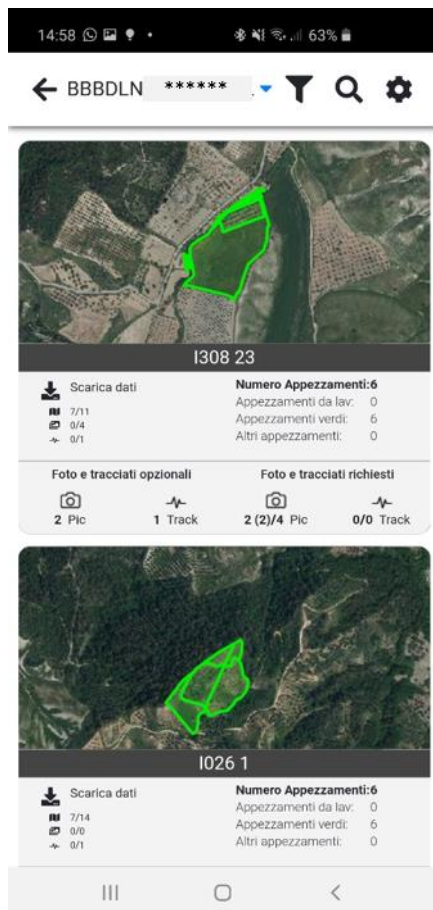 14:58 63%
BBBDLN ******
I308 23
Scarica dati
7/11
0/4
0/1
Numero Appezzamenti:6
Appezzamenti da lav: 0
Appezzamenti verdi: 6
Altri appezzamenti: 0
Foto e tracciati opzionali
2 Pic 1 Track
Foto e tracciati richiesti
2 (2)/4 Pic 0/0 Track
I026 1
Scarica dati
7/14
0/0
0/1
Numero Appezzamenti:6
Appezzamenti da lav: 0
Appezzamenti verdi: 6
Altri appezzamenti: 0